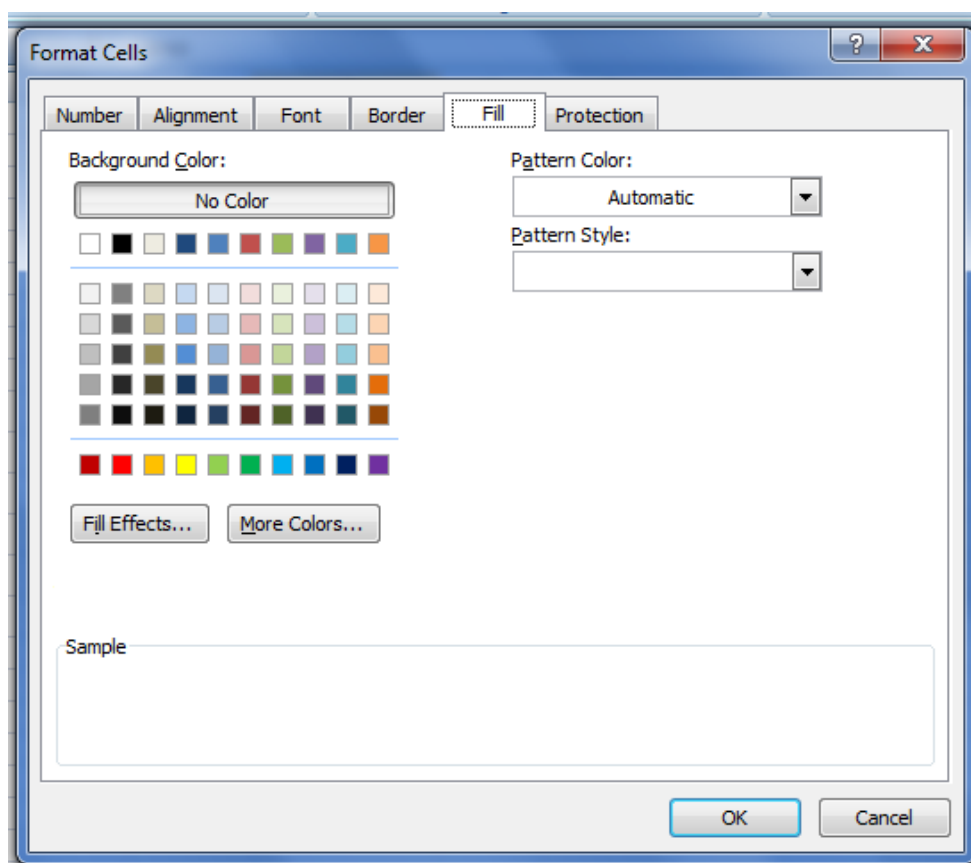 Format Cells
Number Alignment Font Border Fill Protection
Background Color:
No Color
Pattern Color:
Automatic
Pattern Style:
Fill Effects...
More Colors...
Sample
OK
Cancel